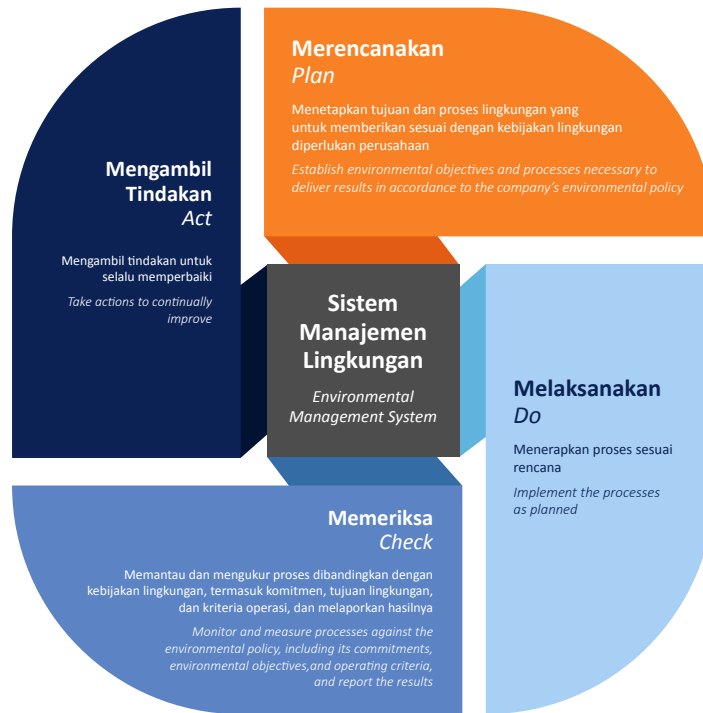 Merencanakan
Plan
Menetapkan tujuan dan proses lingkungan yang
untuk memberikan sesuai dengan kebijakan lingkungan
diperlukan perusahaan
Establish environmental objectives and processes necessary to
deliver results in accordance to the company's environmental policy
Mengambil
Tindakan
Act
Mengambil tindakan untuk
selalu memperbaiki
Take actions to continually
improve
Sistem
Manajemen
Lingkungan
Environmental
Management System
Melaksanakan
Do
Menerapkan proses sesuai
rencana
Implement the processes
as planned
Memeriksa
Check
Memantau dan mengukur proses dibandingkan dengan
kebijakan lingkungan, termasuk komitmen, tujuan lingkungan,
dan kriteria operasi, dan melaporkan hasilnya
Monitor and measure processes against the
environmental policy, including its commitments,
environmental objectives,and operating criteria,
and report the results